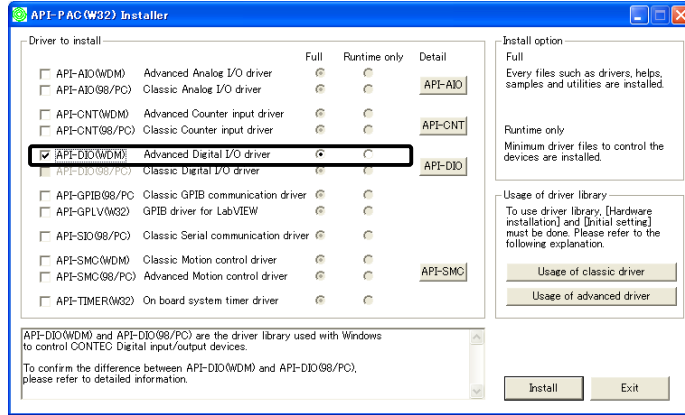 API-PAC(W32) Installer
Driver to install
Full Runtime only Detail
API-AIO(WDM) Advanced Analog I/O driver
API-AIO(98/PC) Classic Analog I/O driver
API-AIO
API-CNT(WDM) Advanced Counter input driver
API-CNT(98/PC) Classic Counter input driver
API-CNT
API-DIO(WDM) Advanced Digital I/O driver
API-DIO(98/PC) Classic Digital I/O driver
API-DIO
API-GPIB(98/PC Classic GPIB communication driver
API-GPLV(W32) GPIB driver for LabVIEW
API-SIO(98/PC) Classic Serial communication driver
API-SMC(WDM) Classic Motion control driver
API-SMC(98/PC) Advanced Motion control driver
API-SMC
API-TIMER(W32) On board system timer driver
Install option
Full
Every files such as drivers, helps,
samples and utilities are installed.
Runtime only
Minimum driver files to control the
devices are installed.
Usage of driver library
To use driver library, [Hardware
installation] and [Initial setting]
must be done. Please refer to the
following explanation.
Usage of classic driver
Usage of advanced driver
API-DIO(WDM) and API-DIO(98/PC) are the driver library used with Windows
to control CONTEC Digital input/output devices.
To confirm the difference between API-DIO(WDM) and API-DIO(98/PC),
please refer to detailed information.
Install Exit